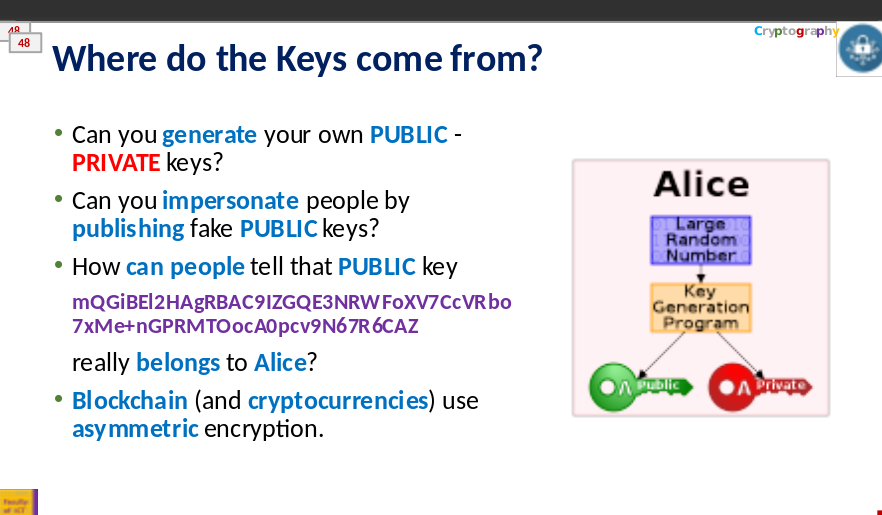 48
48
Cryptography
Where do the Keys come from?
Can you generate your own PUBLIC -
PRIVATE keys?
Can you impersonate people by
publishing fake PUBLIC keys?
How can people tell that PUBLIC key
mQGiBEl2HAgRBAC9IZGQE3NRWFoXV7CcVRbo
7xMe+nGPRMTOocA0pcv9N67R6CAZ
really belongs to Alice?
Blockchain (and cryptocurrencies) use
asymmetric encryption.
Alice
Large
Random
Number
Key
Generation
Program
Public
Private
Faculty
of ICT